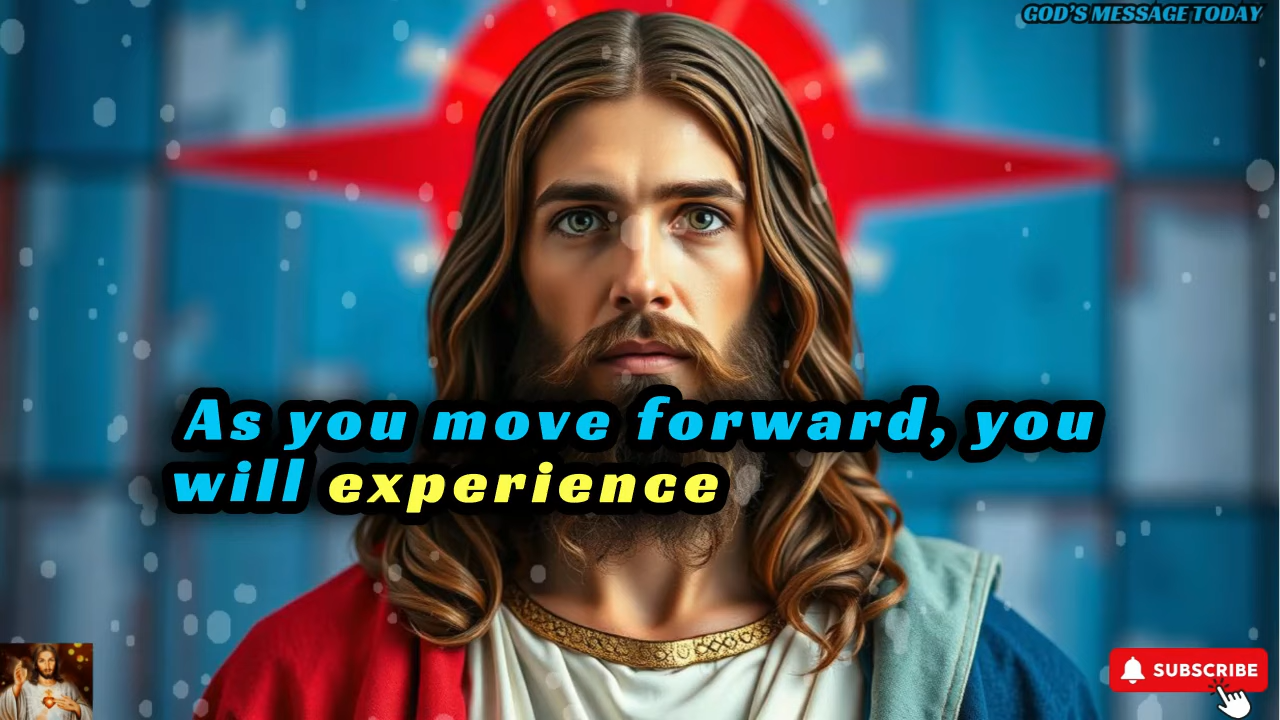 GOD'S MESSAGE TODAY
As you move forward, you
will experience
SUBSCRIBE